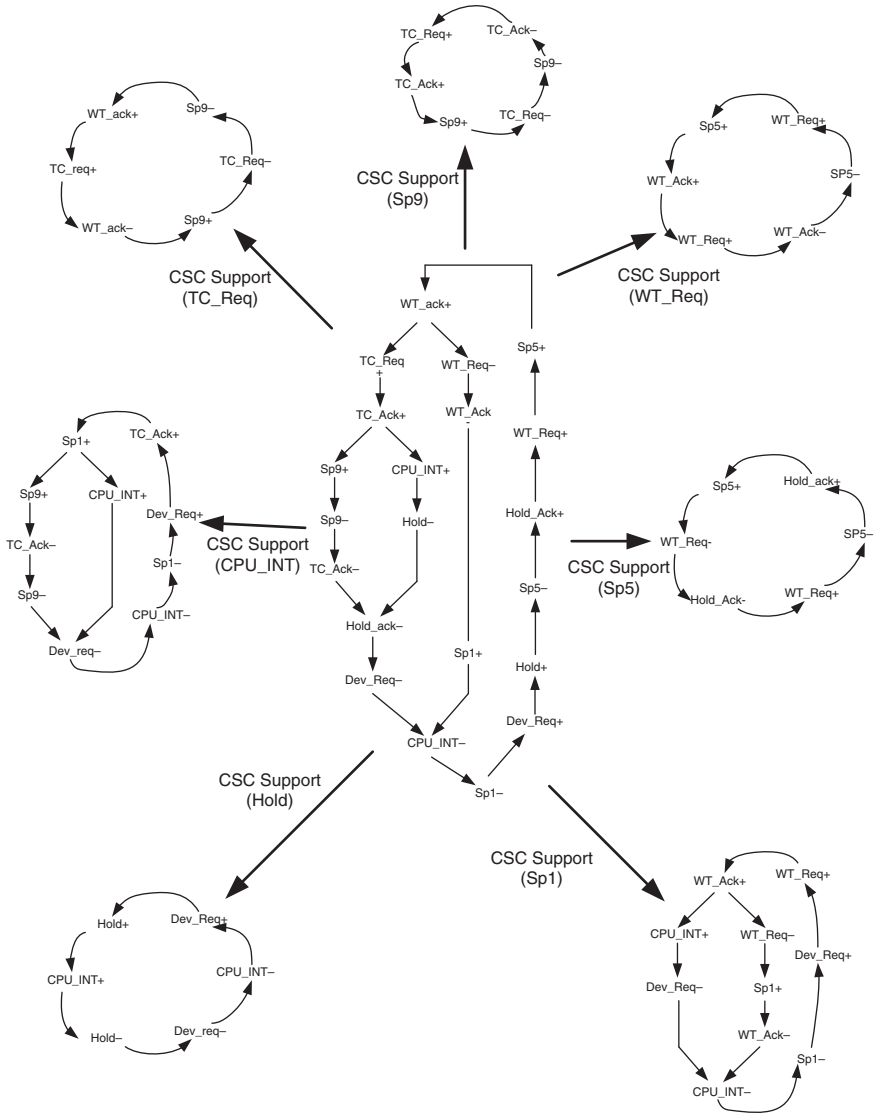 TC_Req+
TC_Ack–
Sp9–
TC_Ack+
Sp9+
TC_Req–
CSC Support
(Sp9)
WT_ack+
Sp9–
TC_req+
TC_Req–
WT_ack–
Sp9+
CSC Support
(TC_Req)
Sp5+
WT_Req+
WT_Ack+
SP5–
WT_Req+
WT_Ack–
CSC Support
(WT_Req)
WT_ack+
TC_Req
+
WT_Req–
Sp5+
TC_Ack+
WT_Ack
-
WT_Req+
Sp9+
CPU_INT+
Sp9–
Hold–
Hold_Ack+
TC_Ack–
Sp5–
Hold_ack–
Sp1+
Hold+
Dev_Req–
Dev_Req+
CPU_INT–
Sp1–
Sp1+
TC_Ack+
Sp9+
CPU_INT+
Dev_Req+
TC_Ack–
Sp1–
Sp9–
CPU_INT–
Dev_req–
CSC Support
(CPU_INT)
Sp5+
Hold_ack+
WT_Req-
SP5–
Hold_Ack-
WT_Req+
CSC Support
(Sp5)
CSC Support
(Hold)
Hold+
Dev_Req+
CPU_INT+
CPU_INT–
Hold–
Dev_req–
CSC Support
(Sp1)
WT_Ack+
WT_Req+
CPU_INT+
WT_Req–
Dev_Req+
Dev_Req–
Sp1+
WT_Ack–
Sp1–
CPU_INT–